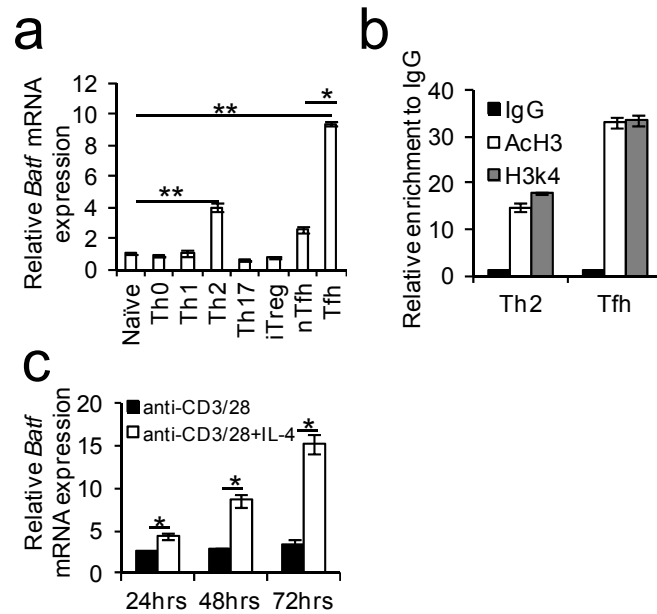 a
Relative Batf mRNA
expression
12
10
8
6
4
2
0
**
**
*
Naïve
Th0
Th1
Th2
Th17
iTreg
nTfh
Tfh
b
Relative enrichment to IgG
40
30
20
10
0
IgG
AcH3
H3k4
Th2
Tfh
c
Relative Batf
mRNA expression
20
15
10
5
0
anti-CD3/28
anti-CD3/28+IL-4
*
*
*
24hrs
48hrs
72hrs